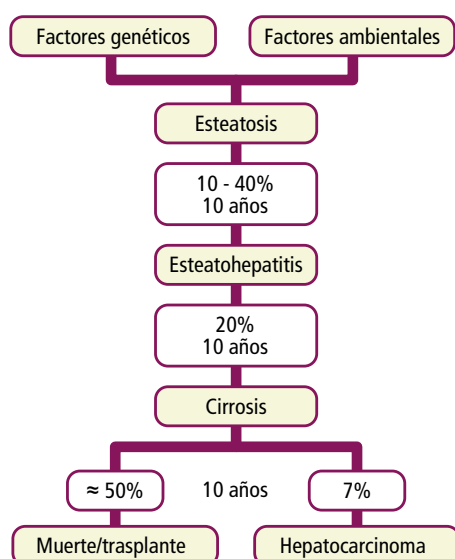 Factores genéticos
Factores ambientales
Esteatosis
10 - 40%
10 años
Esteatohepatitis
20%
10 años
Cirrosis
≈ 50%
10 años
7%
Muerte/trasplante
Hepatocarcinoma